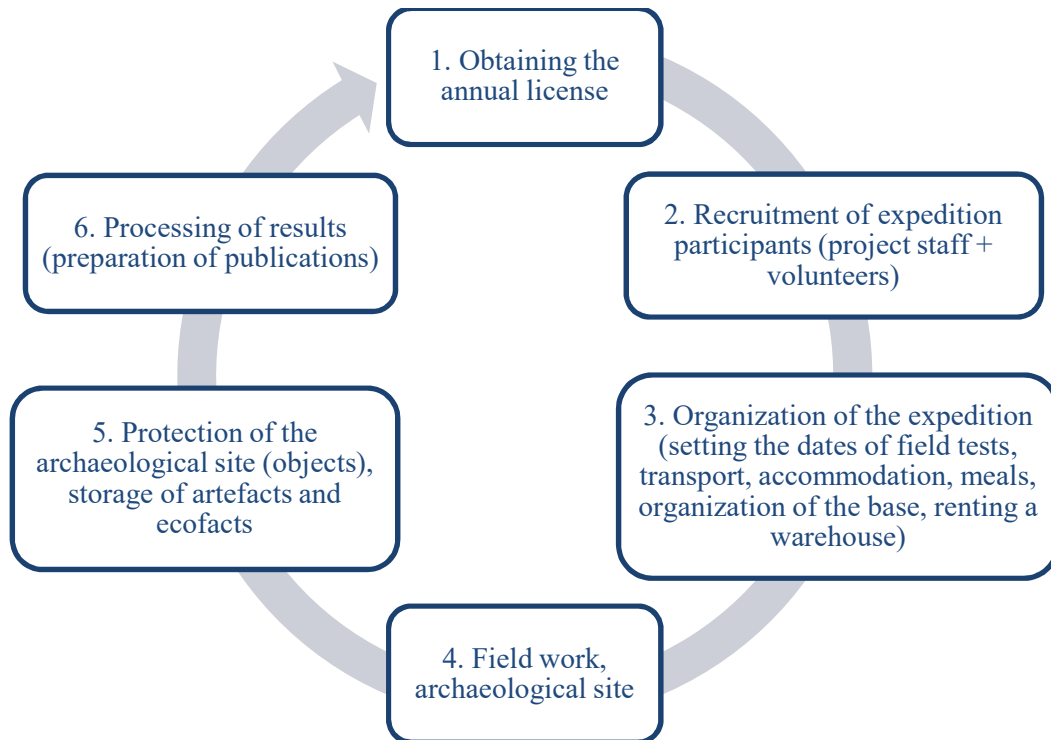 1. Obtaining the
annual license
2. Recruitment of expedition
participants (project staff +
volunteers)
3. Organization of the expedition
(setting the dates of field tests,
transport, accommodation, meals,
organization of the base, renting a
warehouse)
4. Field work,
archaeological site
5. Protection of the
archaeological site (objects),
storage of artefacts and
ecofacts
6. Processing of results
(preparation of publications)